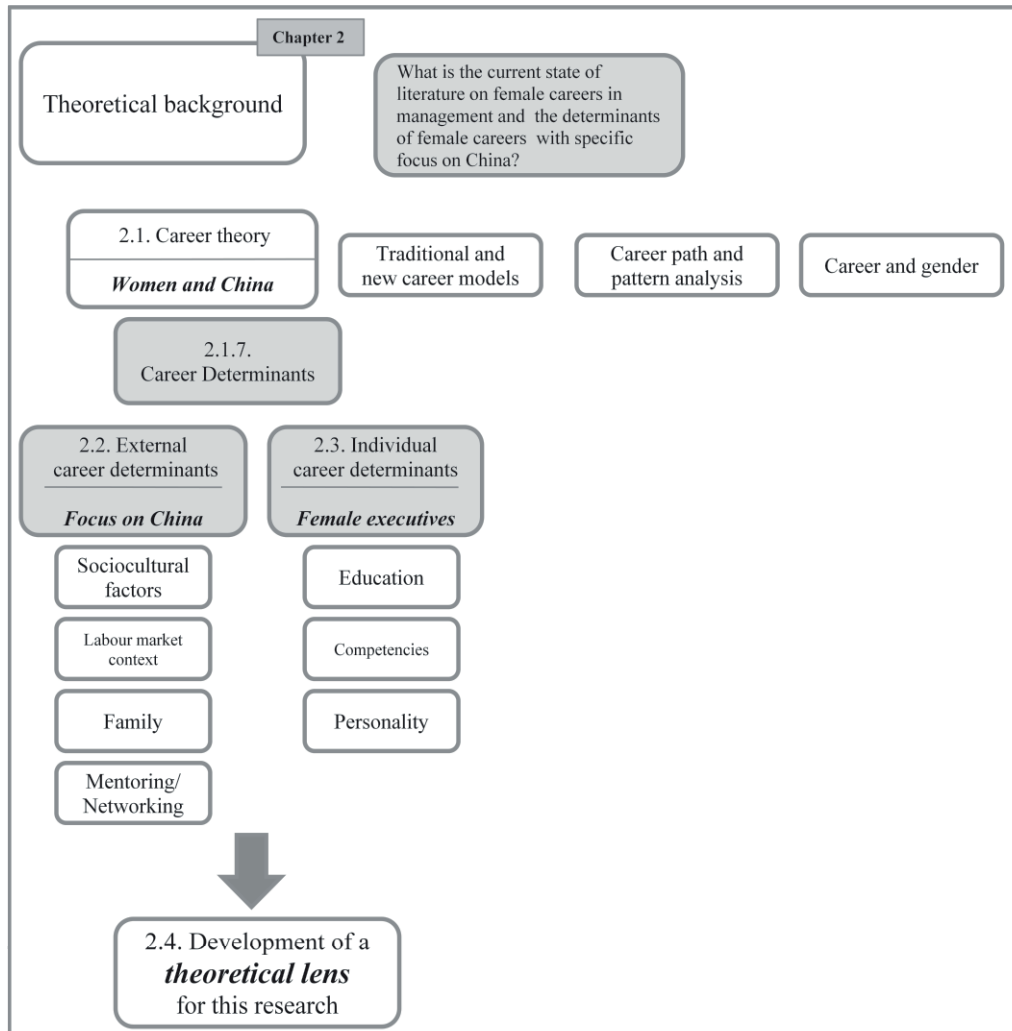 Chapter 2
Theoretical background
What is the current state of
literature on female careers in
management and the determinants
of female careers with specific
focus on China?
2.1. Career theory
Women and China
Traditional and
new career models
Career path and
pattern analysis
Career and gender
2.1.7.
Career Determinants
2.2. External
career determinants
Focus on China
2.3. Individual
career determinants
Female executives
Sociocultural
factors
Labour market
context
Family
Mentoring/
Networking
Education
Competencies
Personality
2.4. Development of a
theoretical lens
for this research